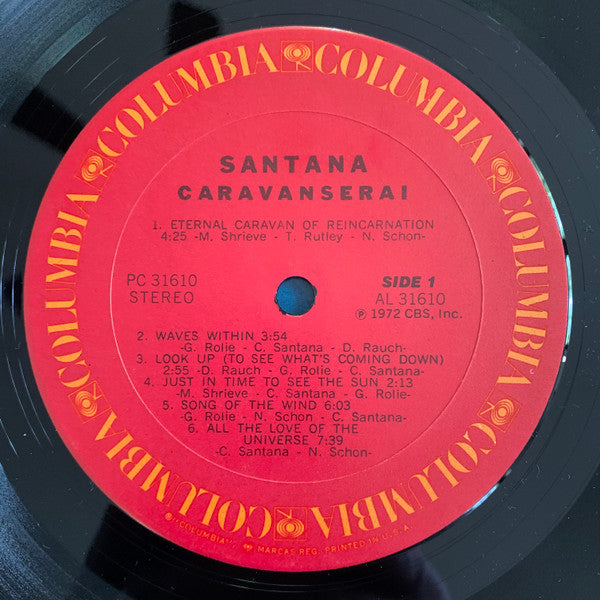 COLUMBIA COLUMBIA COLUMBIA COLUMBIA COLUMBIA COLUMBIA
SANTANA
CARAVANSERAI
1. ETERNAL CARAVAN OF REINCARNATION
4:25 -M. Shrieve - T. Rutley - N. Schon-
PC 31610
STEREO
SIDE 1
AL 31610
Ⓟ 1972 CBS, Inc.
2. WAVES WITHIN 3:54
-G. Rolie - C. Santana - D. Rauch-
3. LOOK UP (TO SEE WHAT'S COMING DOWN)
2:55 -D. Rauch - G. Rolie - C. Santana-
4. JUST IN TIME TO SEE THE SUN 2:13
-M. Shrieve - C. Santana - G. Rolie-
5. SONG OF THE WIND 6:03
-G. Rolie - N. Schon - C. Santana-
6. ALL THE LOVE OF THE
UNIVERSE 7:39
-C. Santana - N. Schon-
"COLUMBIA" MARCAS REG. PRINTED IN U.S.A.